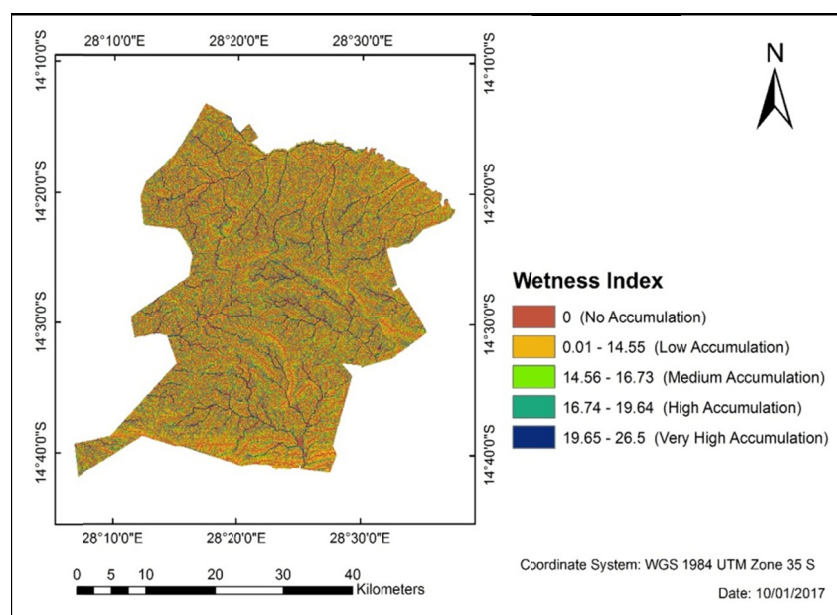 28°10'0"E 28°20'0"E 28°30'0"E
N
14°10'0"S 14°10'0"S
14°20'0"S 14°20'0"S
Wetness Index
0 (No Accumulation)
14°30'0"S 14°30'0"S
0.01 - 14.55 (Low Accumulation)
14.56 - 16.73 (Medium Accumulation)
16.74 - 19.64 (High Accumulation)
19.65 - 26.5 (Very High Accumulation)
14°40'0"S 14°40'0"S
28°10'0"E 28°20'0"E 28°30'0"E
0 5 10 20 30 40
Kilometers
Coordinate System: WGS 1984 UTM Zone 35 S
Date: 10/01/2017